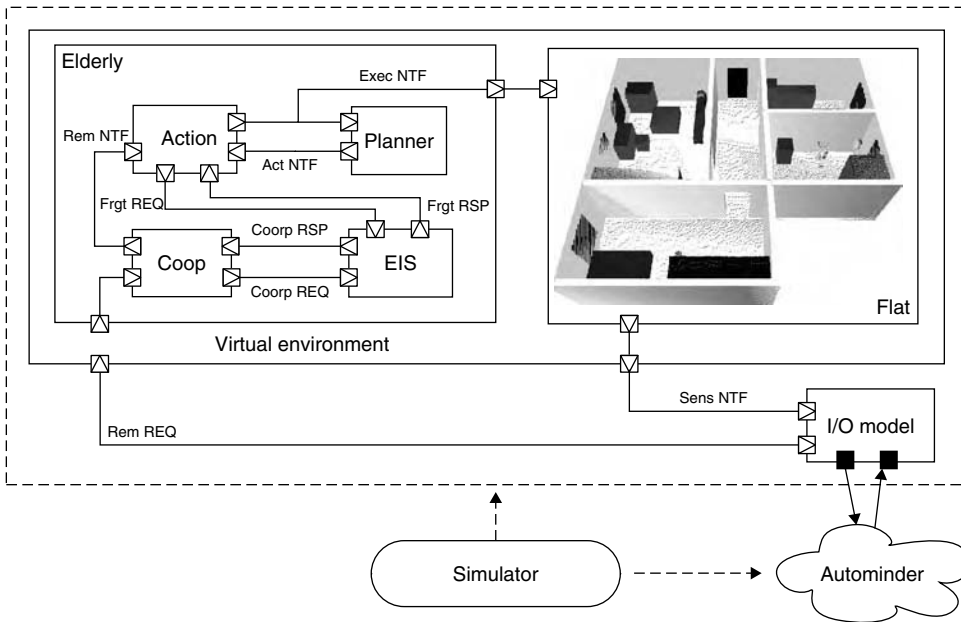 Elderly
Exec NTF
Rem NTF
Action
Planner
Act NTF
Frgt REQ
Frgt RSP
Coorp RSP
Coop
EIS
Coorp REQ
Flat
Virtual environment
Sens NTF
I/O model
Rem REQ
Simulator
Autominder